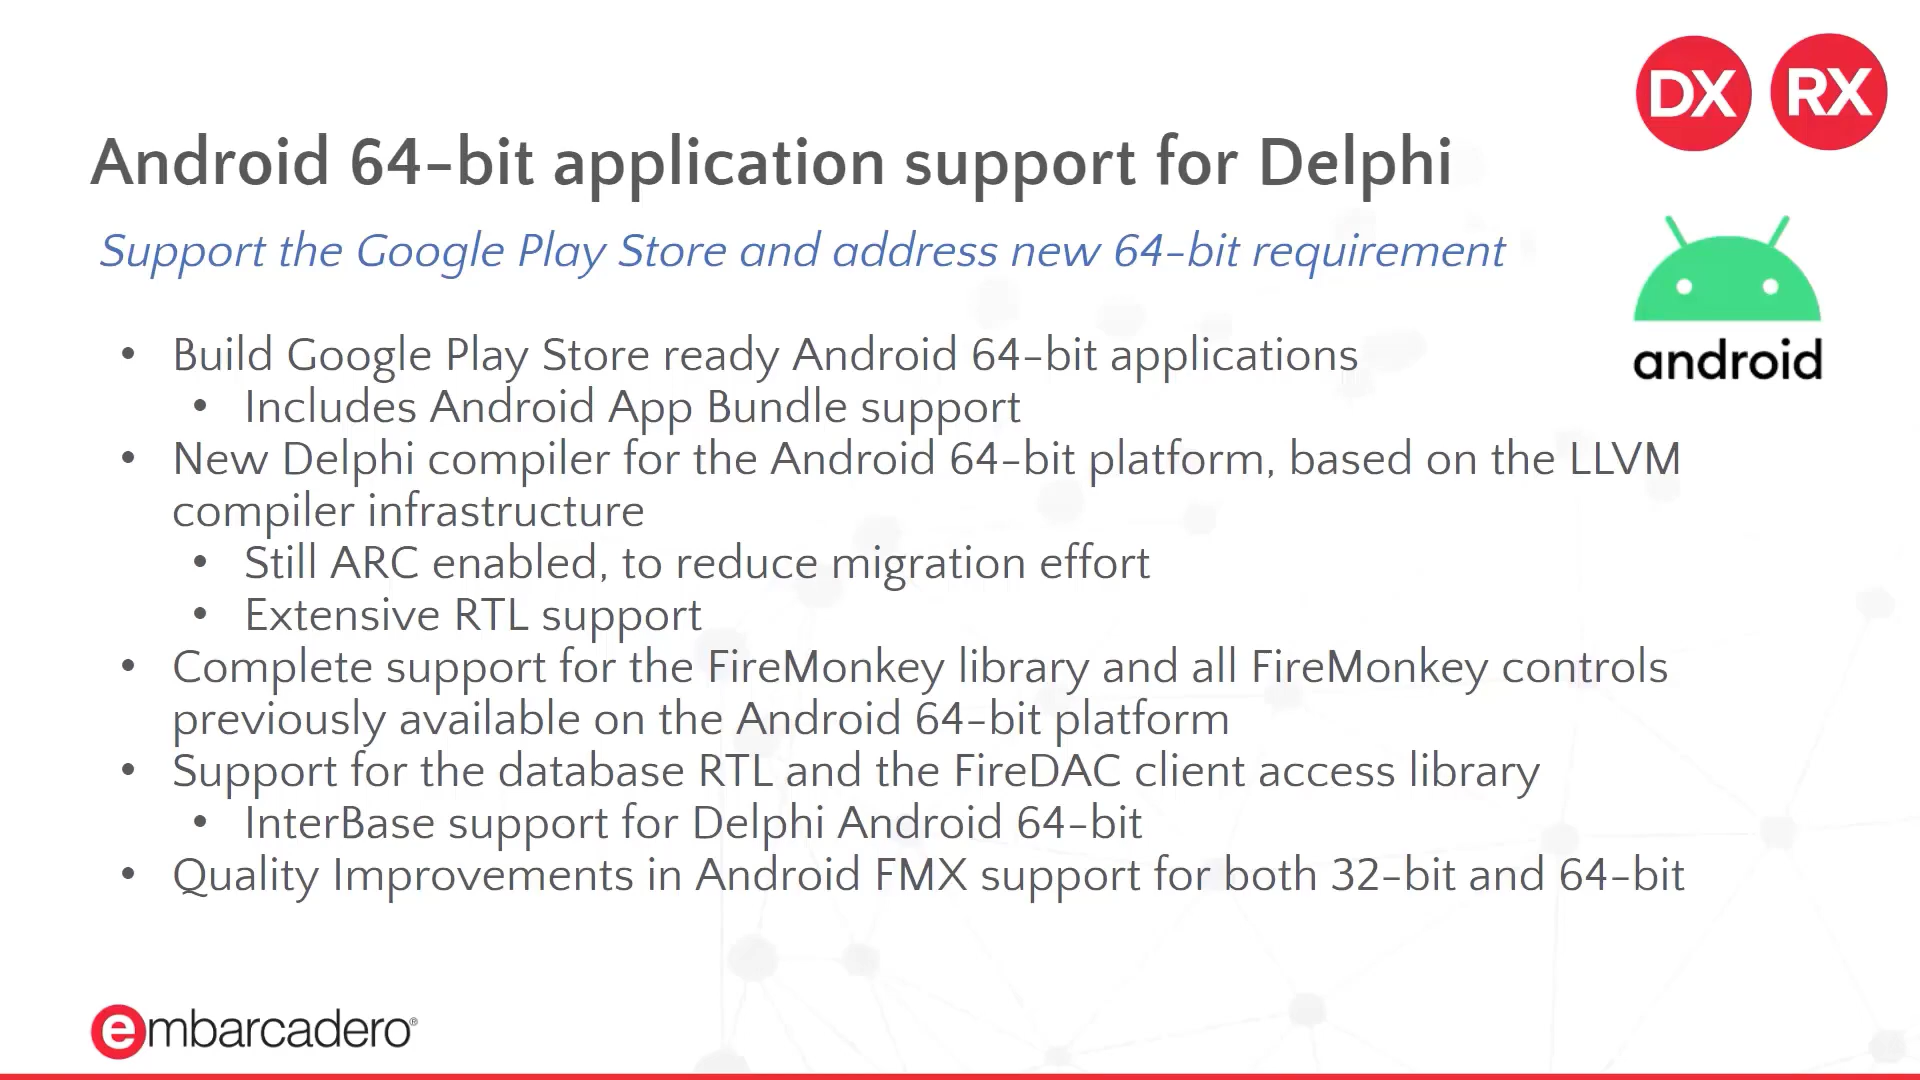 DX RX
Android 64-bit application support for Delphi
Support the Google Play Store and address new 64-bit requirement
android
• Build Google Play Store ready Android 64-bit applications
• Includes Android App Bundle support
• New Delphi compiler for the Android 64-bit platform, based on the LLVM
compiler infrastructure
• Still ARC enabled, to reduce migration effort
• Extensive RTL support
• Complete support for the FireMonkey library and all FireMonkey controls
previously available on the Android 64-bit platform
• Support for the database RTL and the FireDAC client access library
• InterBase support for Delphi Android 64-bit
• Quality Improvements in Android FMX support for both 32-bit and 64-bit
embarcadero®